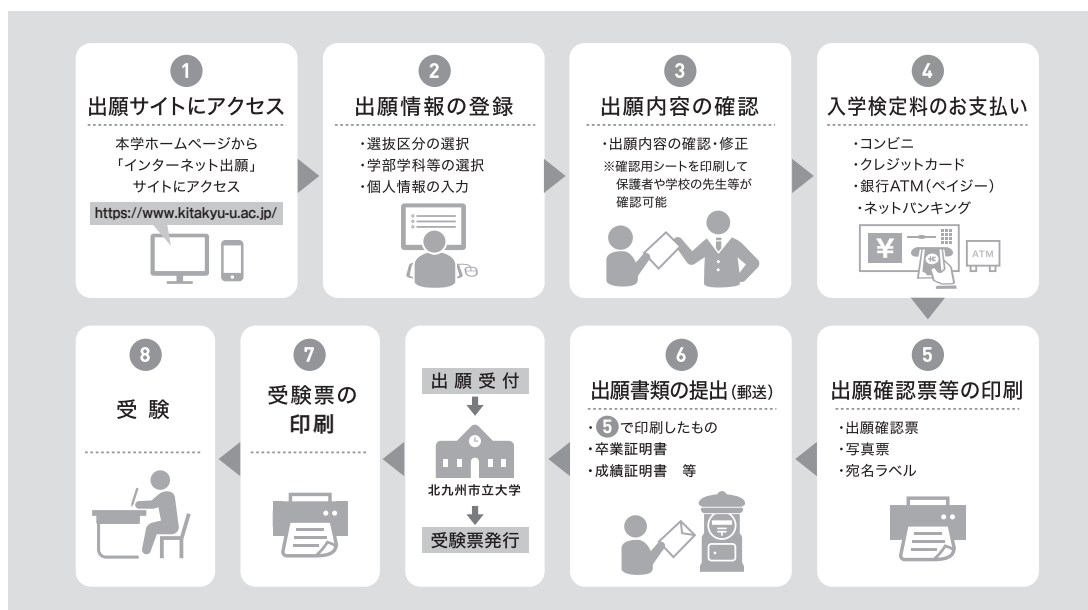 1
出願サイトにアクセス
本学ホームページから
「インターネット出願」
サイトにアクセス
https://www.kitakyu-u.ac.jp/
2
出願情報の登録
・選抜区分の選択
・学部学科等の選択
・個人情報の入力
3
出願内容の確認
・出願内容の確認・修正
※確認用シートを印刷して
保護者や学校の先生等が
確認可能
4
入学検定料のお支払い
・コンビニ
・クレジットカード
・銀行ATM(ペイジー)
・ネットバンキング
¥
ATM
5
出願確認票等の印刷
・出願確認票
・写真票
・宛名ラベル
6
出願書類の提出(郵送)
・5で印刷したもの
・卒業証明書
・成績証明書 等
〒
出願受付
北九州市立大学
受験票発行
7
受験票の
印刷
8
受 験